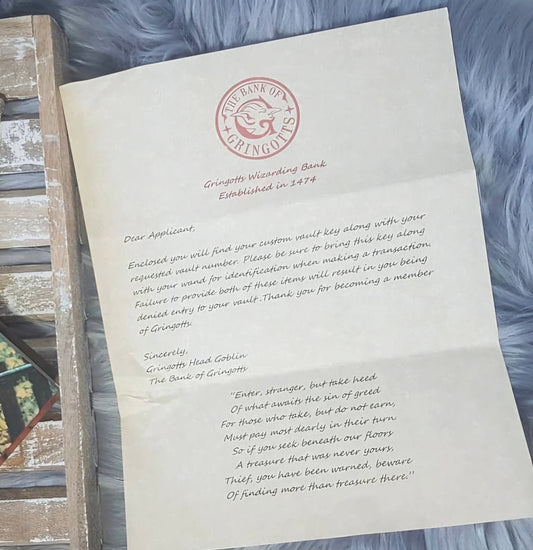 THE BANK OF
GRINGOTTS
Gringotts Wizarding Bank
Established in 1474
Dear Applicant,
Enclosed you will find your custom vault key along with your
requested vault number. Please be sure to bring this key along
with your wand for identification when making a transaction.
Failure to provide both of these items will result in you being
denied entry to your vault .Thank you for becoming a member
of Gringotts
Sincerely,
Gringotts Head Goblin
The Bank of Gringotts
"Enter, stranger, but take heed
Of what awaits the sin of greed
For those who take, but do not earn,
Must pay most dearly in their turn.
So if you seek beneath our floors
A treasure that was never yours,
Thief, you have been warned, beware
Of finding more than treasure there."